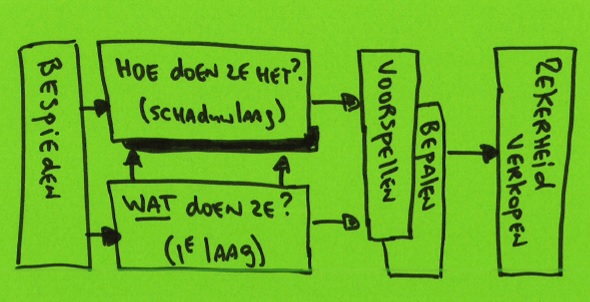 BESPIEDEN
HOE DOEN ZE HET?
(SCHADUWLAAG)
WAT DOEN ZE?
(1E LAAG)
VOORSPELLEN
BEPALEN
ZEKERHEID
VERKOPEN